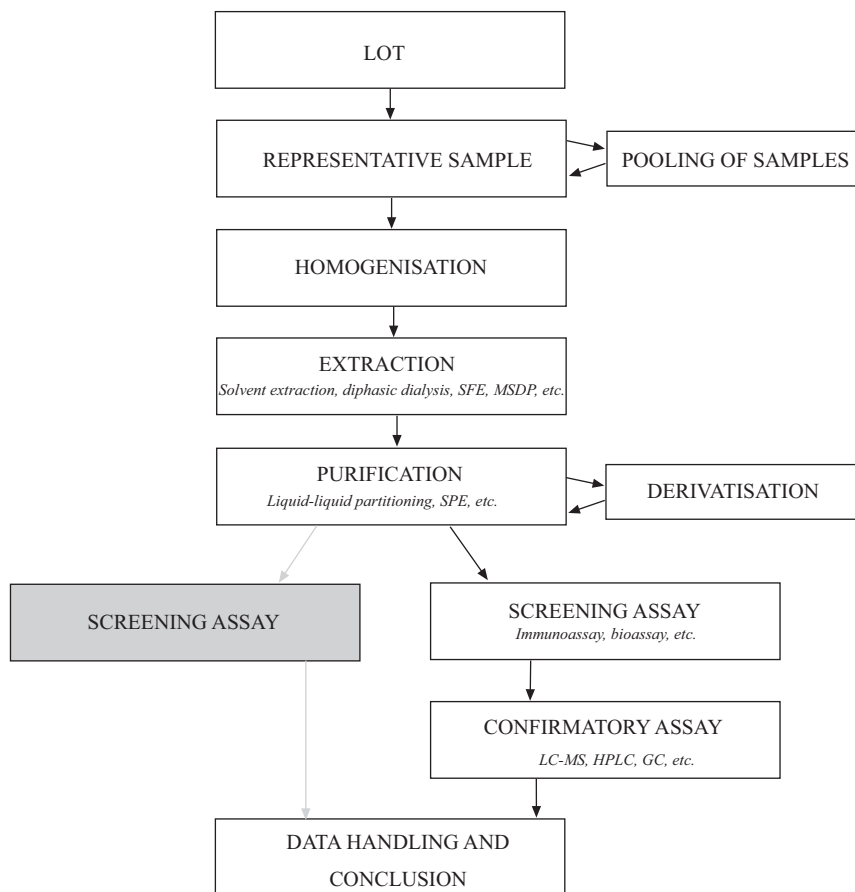 LOT
REPRESENTATIVE SAMPLE
POOLING OF SAMPLES
HOMOGENISATION
EXTRACTION
Solvent extraction, diphasic dialysis, SFE, MSDP, etc.
PURIFICATION
Liquid-liquid partitioning, SPE, etc.
DERIVATISATION
SCREENING ASSAY
SCREENING ASSAY
Immunoassay, bioassay, etc.
CONFIRMATORY ASSAY
LC-MS, HPLC, GC, etc.
DATA HANDLING AND
CONCLUSION